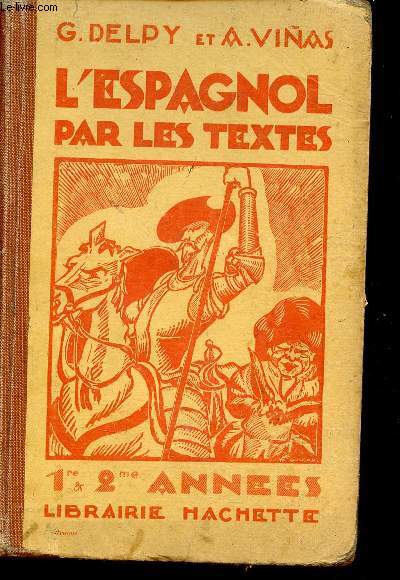 Le-livre.com
G. DELPY ET A. VIÑAS
L'ESPAGNOL
PAR LES TEXTES
1re & 2me ANNEES
LIBRAIRIE HACHETTE